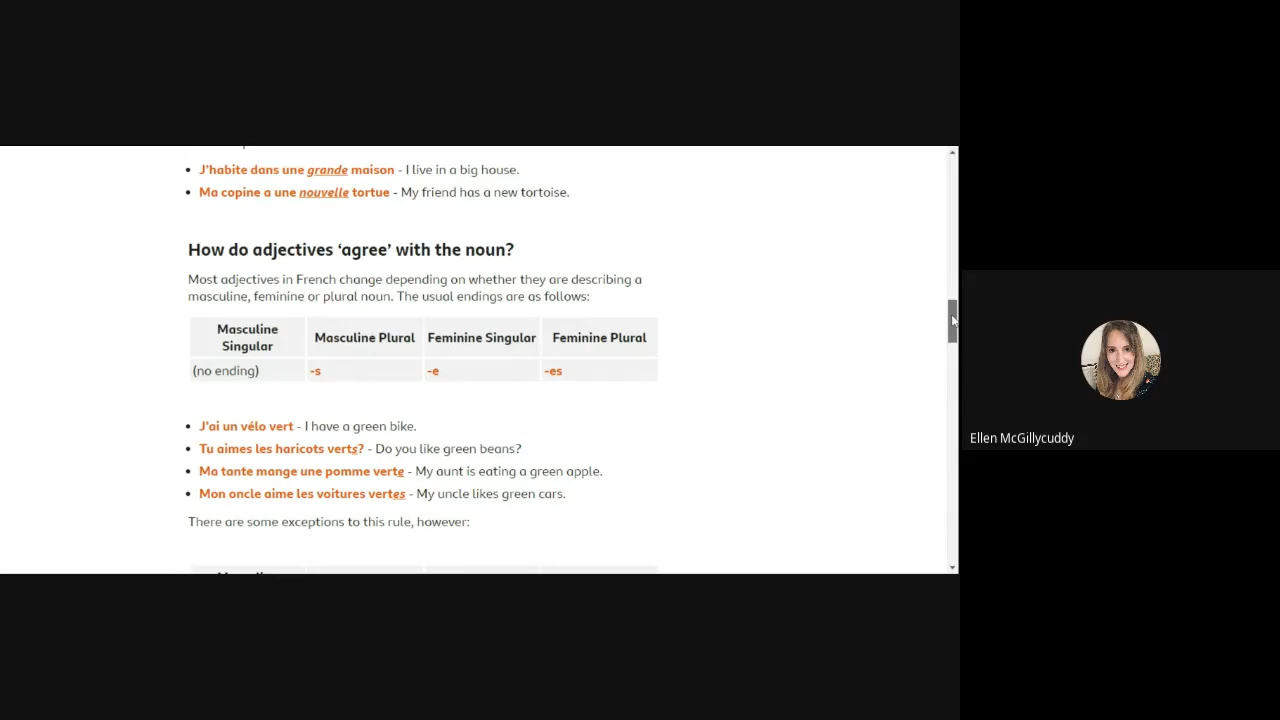 J'habite dans une grande maison - I live in a big house.
Ma copine a une nouvelle tortue - My friend has a new tortoise.
How do adjectives ‘agree’ with the noun?
Most adjectives in French change depending on whether they are describing a
masculine, feminine or plural noun. The usual endings are as follows:
Masculine Singular Masculine Plural Feminine Singular Feminine Plural
(no ending) -s -e -es
J'ai un vélo vert - I have a green bike.
Tu aimes les haricots verts? - Do you like green beans?
Ma tante mange une pomme verte - My aunt is eating a green apple.
Mon oncle aime les voitures vertes - My uncle likes green cars.
There are some exceptions to this rule, however:
Ellen McGillycuddy